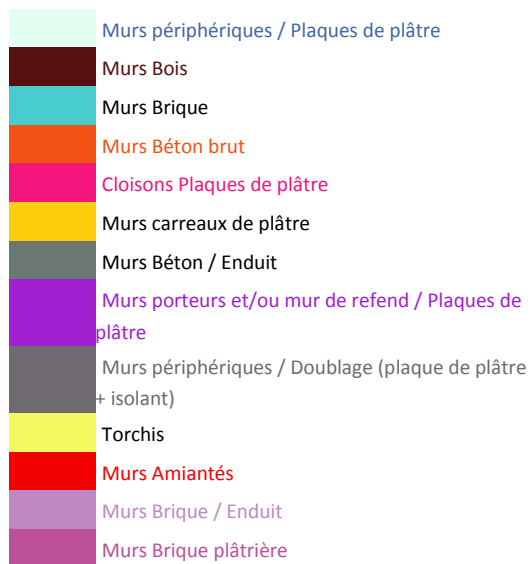 Murs périphériques / Plaques de plâtre
Murs Bois
Murs Brique
Murs Béton brut
Cloisons Plaques de plâtre
Murs carreaux de plâtre
Murs Béton / Enduit
Murs porteurs et/ou mur de refend / Plaques de
plâtre
Murs périphériques / Doublage (plaque de plâtre
+ isolant)
Torchis
Murs Amiantés
Murs Brique / Enduit
Murs Brique plâtrière